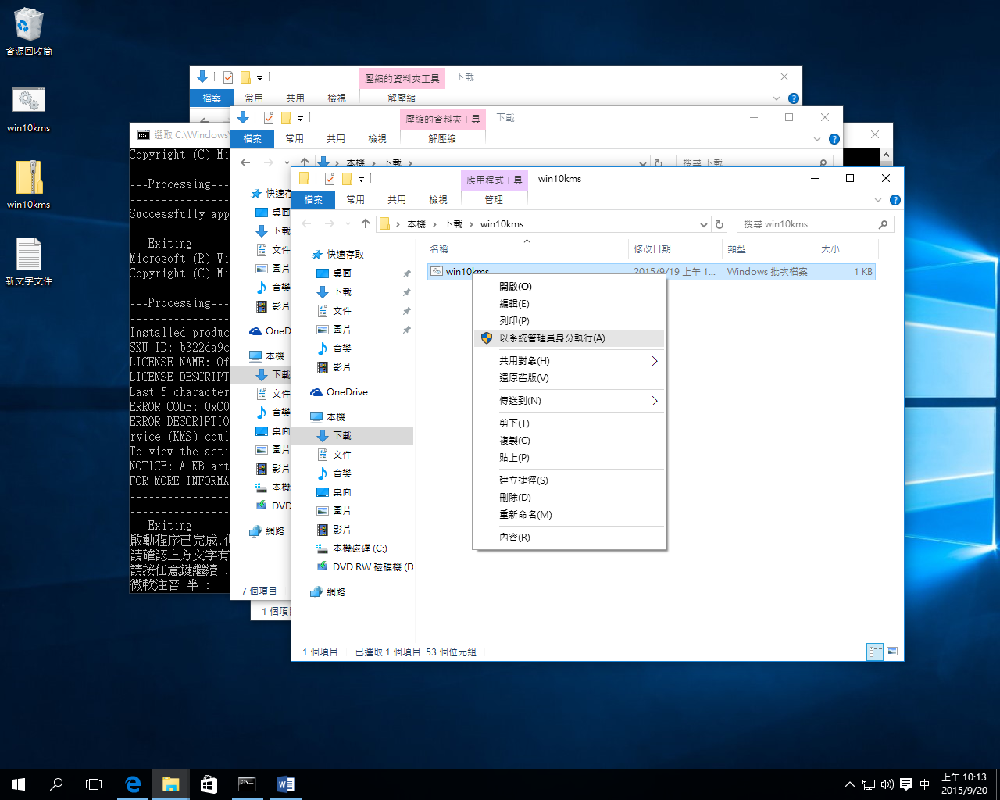 資源回收筒
win10kms
win10kms
新文字文件
壓縮的資料夾工具
下載
檔案
常用
共用
檢視
解壓縮
選取 C:\Windows\
Copyright (C) Mi
---Processing---
Successfully app
---Exiting---
Microsoft (R) Wi
Copyright (C) Mi
---Processing---
Installed produc
SKU ID: b322da9c
LICENSE NAME: Of
LICENSE DESCRIPT
Last 5 character
ERROR CODE: 0xC0
ERROR DESCRIPTIO
rvice (KMS) coul
To view the acti
NOTICE: A KB art
FOR MORE INFORMA
---Exiting---
啟動程序已完成,但
請確認上方文字有
請按任意鍵繼續 .
微軟注音 半 :
壓縮的資料夾工具
下載
檔案
常用
共用
檢視
解壓縮
本機
下載
搜尋 下載
快速存
桌面
下載
文件
圖片
音樂
影片
OneD
本機
下載
文件
音樂
桌面
圖片
影片
本機
DVD
網路
7 個項目
1 個項
應用程式工具
win10kms
檔案
常用
共用
檢視
管理
本機
下載
win10kms
搜尋 win10kms
快速存取
桌面
下載
文件
圖片
音樂
影片
OneDrive
本機
下載
文件
音樂
桌面
圖片
影片
本機磁碟 (C:)
DVD RW 磁碟機 (D
網路
名稱
修改日期
類型
大小
win10kms
2015/9/19 上午 1...
Windows 批次檔案
1 KB
開啟(O)
編輯(E)
列印(P)
以系統管理員身分執行(A)
共用對象(H)
還原舊版(V)
傳送到(N)
剪下(T)
複製(C)
貼上(P)
建立捷徑(S)
刪除(D)
重新命名(M)
內容(R)
1 個項目
已選取 1 個項目 53 個位元組
中
上午 10:13
2015/9/20